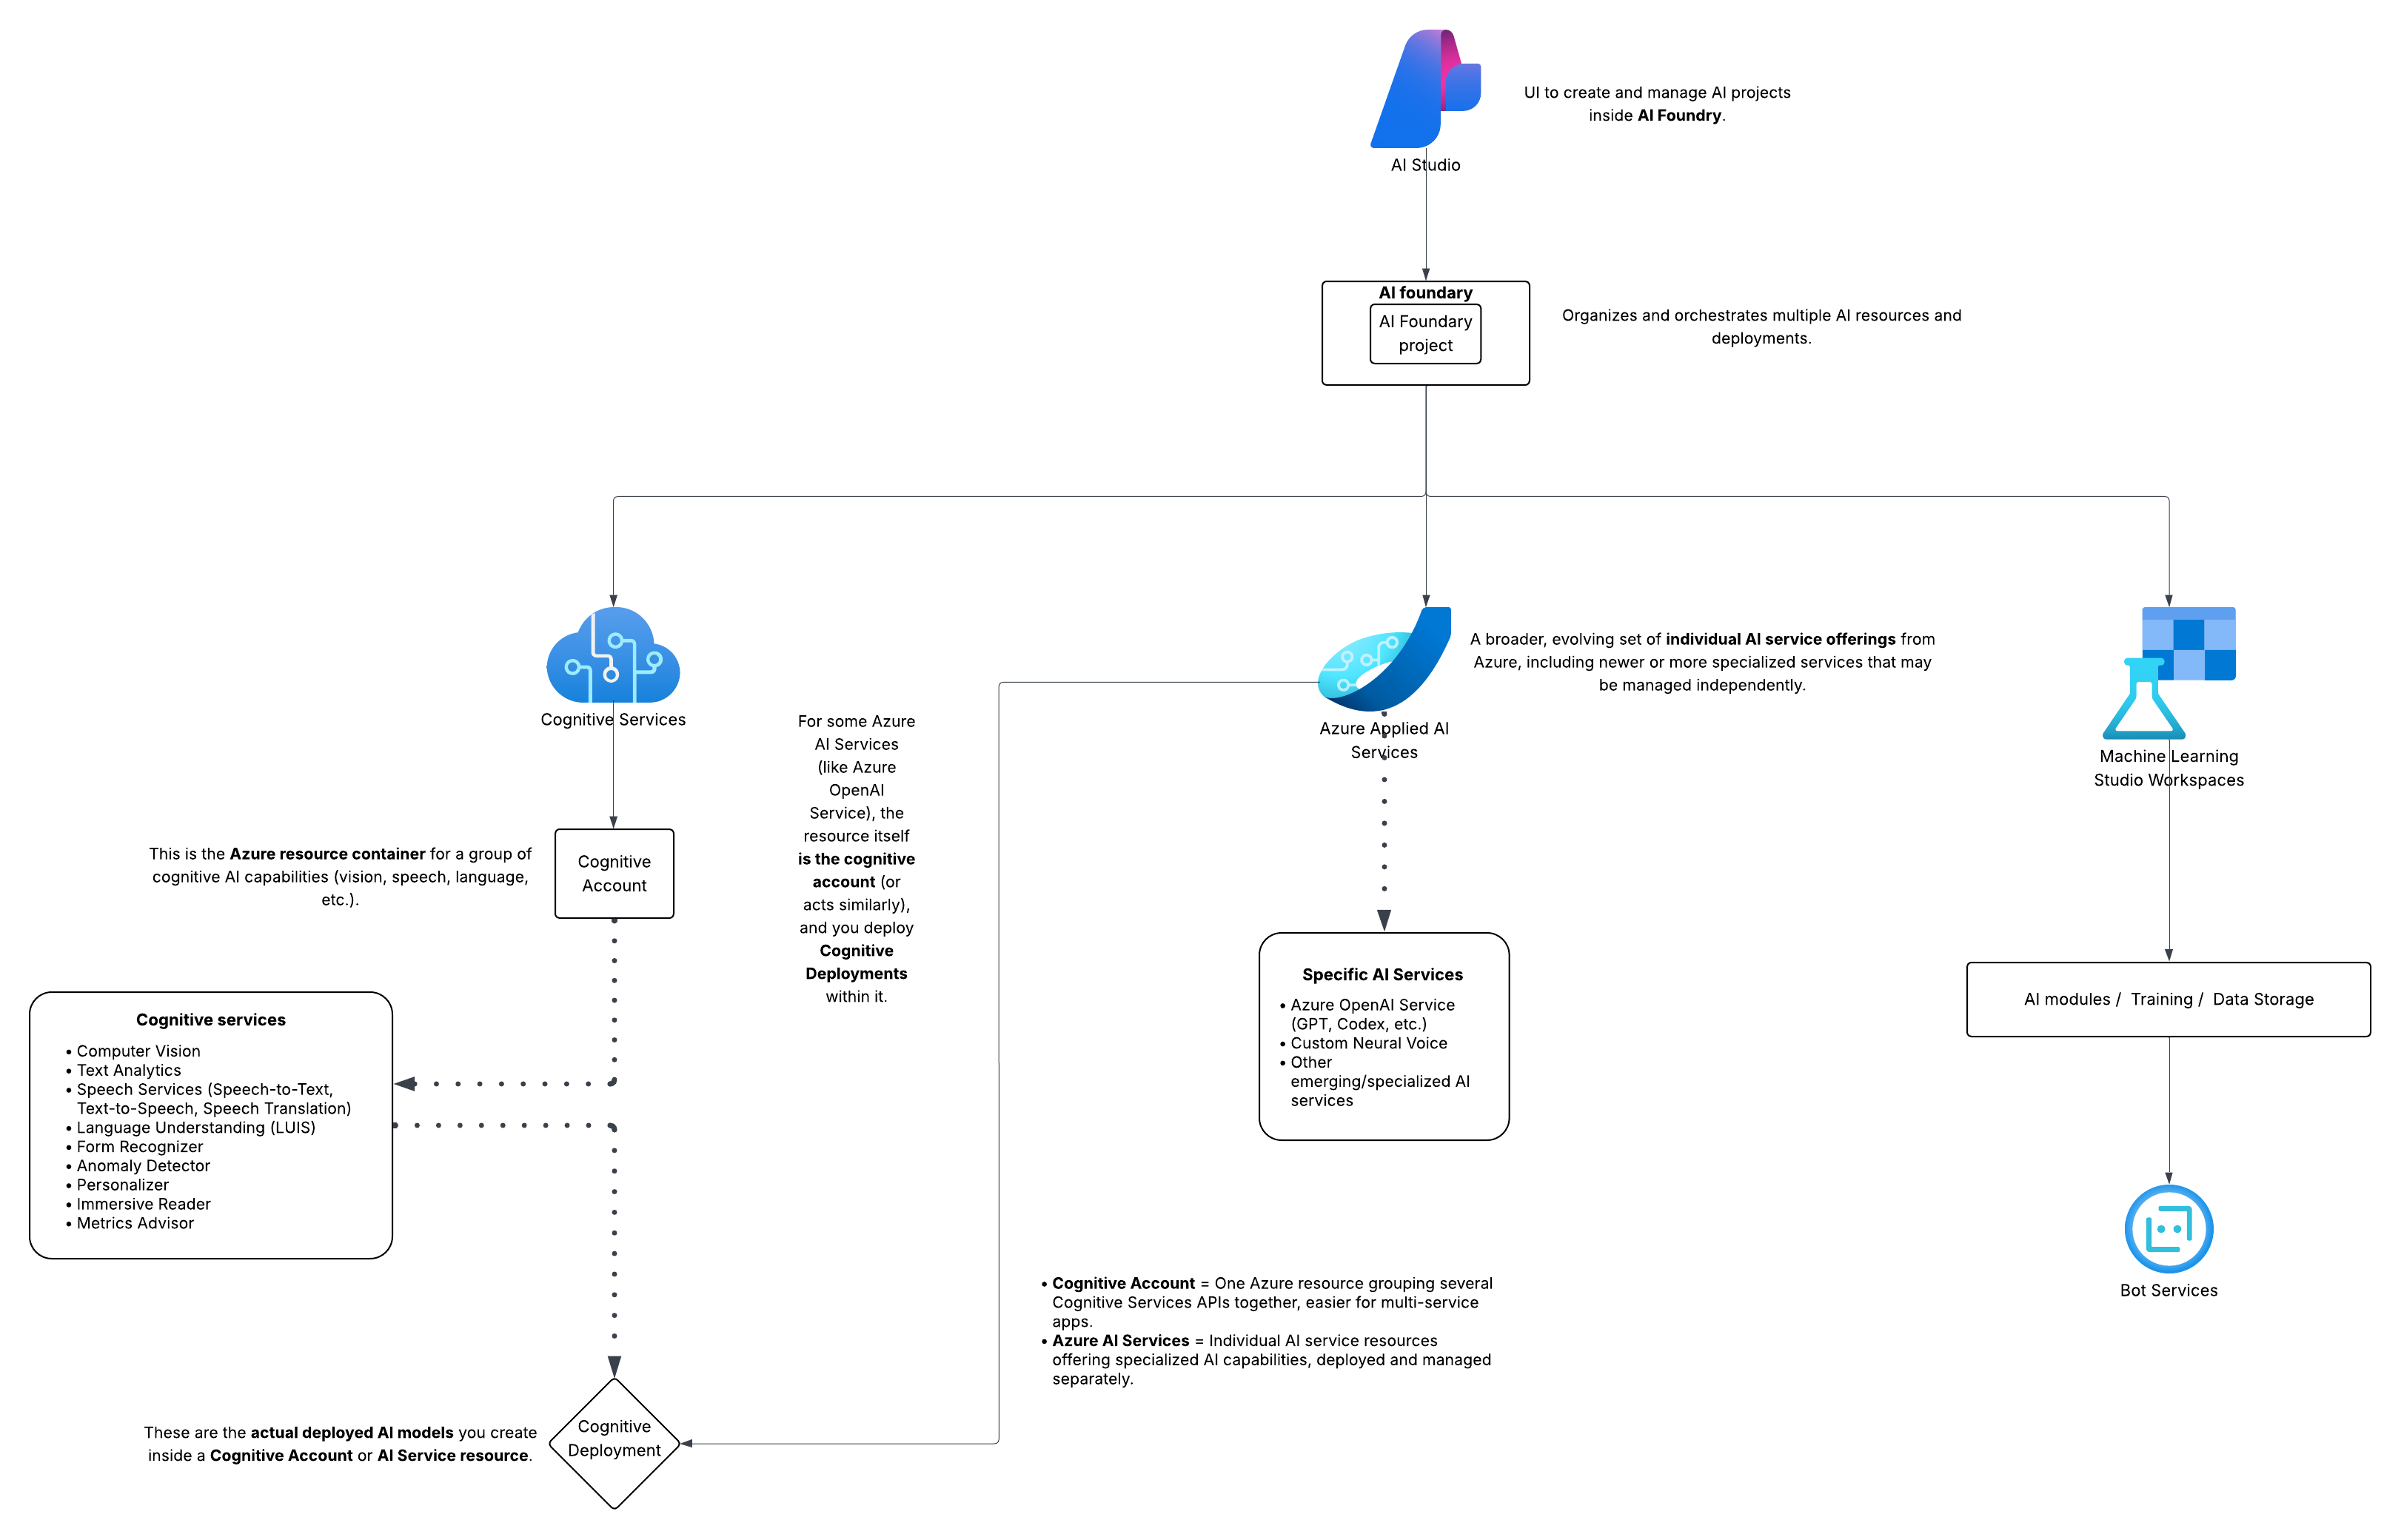 UI to create and manage AI projects
inside AI Foundry.
AI Studio
AI foundary
AI Foundary
project
Organizes and orchestrates multiple AI resources and
deployments.
Cognitive Services
For some Azure
AI Services
(like Azure
OpenAI
Service), the
resource itself
is the cognitive
account (or
acts similarly),
and you deploy
Cognitive
Deployments
within it.
Azure Applied AI
Services
A broader, evolving set of individual AI service offerings from
Azure, including newer or more specialized services that may
be managed independently.
Machine Learning
Studio Workspaces
This is the Azure resource container for a group of
cognitive AI capabilities (vision, speech, language,
etc.).
Cognitive
Account
Cognitive services
• Computer Vision
• Text Analytics
• Speech Services (Speech-to-Text,
Text-to-Speech, Speech Translation)
• Language Understanding (LUIS)
• Form Recognizer
• Anomaly Detector
• Personalizer
• Immersive Reader
• Metrics Advisor
Specific AI Services
• Azure OpenAI Service
(GPT, Codex, etc.)
• Custom Neural Voice
• Other
emerging/specialized AI
services
AI modules / Training / Data Storage
Bot Services
• Cognitive Account = One Azure resource grouping several
Cognitive Services APIs together, easier for multi-service
apps.
• Azure AI Services = Individual AI service resources
offering specialized AI capabilities, deployed and managed
separately.
These are the actual deployed AI models you create
inside a Cognitive Account or AI Service resource.
Cognitive
Deployment